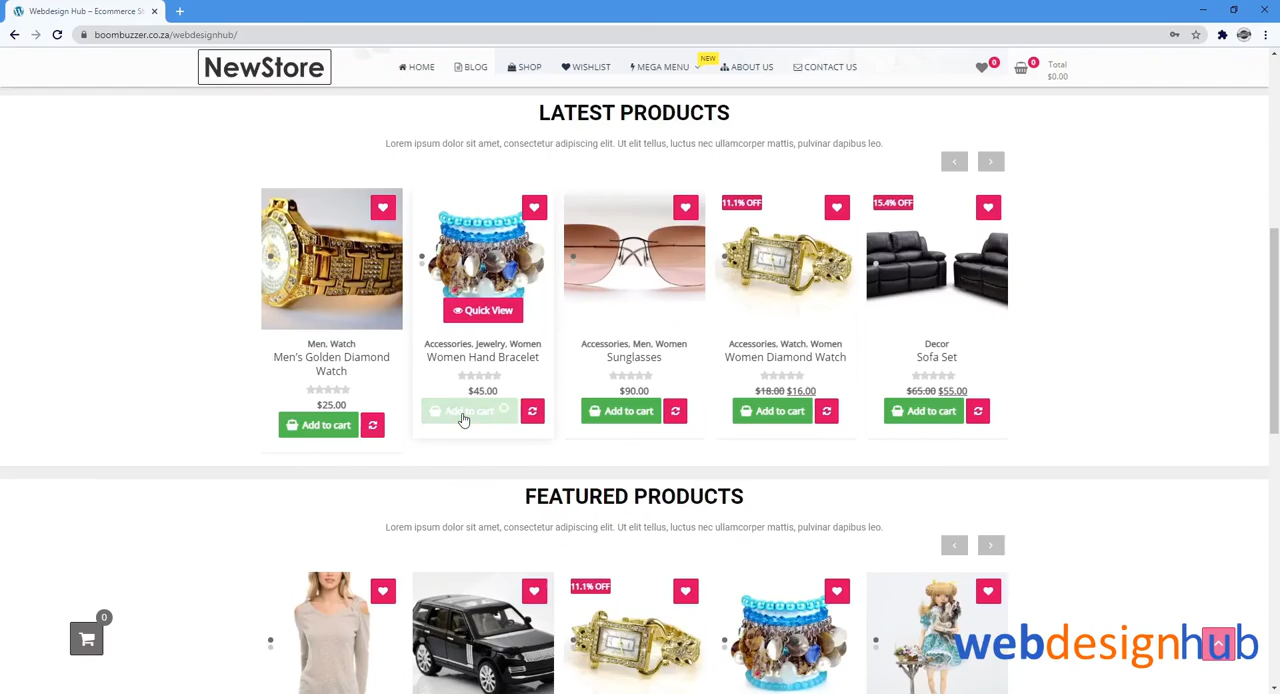 Webdesign Hub – Ecommerce St
boombuzzer.co.za/webdesignhub/
NewStore
HOME
BLOG
SHOP
WISHLIST
MEGA MENU
NEW
ABOUT US
CONTACT US
0
0
Total
$0.00
LATEST PRODUCTS
Lorem ipsum dolor sit amet, consectetur adipiscing elit. Ut elit tellus, luctus nec ullamcorper mattis, pulvinar dapibus leo.
11.1% OFF
15.4% OFF
Quick View
Men, Watch
Men's Golden Diamond
Watch
$25.00
Add to cart
Accessories, Jewelry, Women
Women Hand Bracelet
$45.00
Add to cart
Accessories, Men, Women
Sunglasses
$90.00
Add to cart
Accessories, Watch, Women
Women Diamond Watch
$18.00 $16.00
Add to cart
Decor
Sofa Set
$65.00 $55.00
Add to cart
FEATURED PRODUCTS
Lorem ipsum dolor sit amet, consectetur adipiscing elit. Ut elit tellus, luctus nec ullamcorper mattis, pulvinar dapibus leo.
11.1% OFF
0
webdesignhub